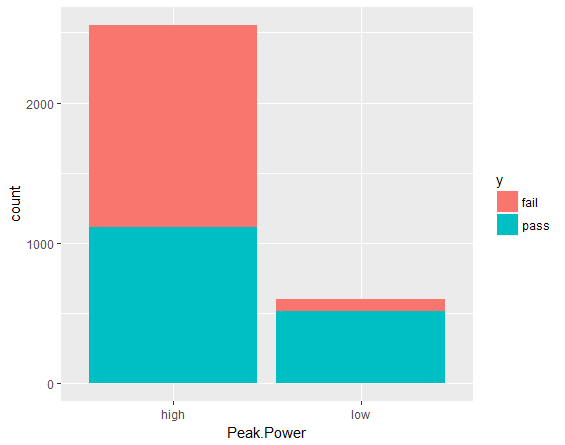 2000
1000
0
count
high low
Peak.Power
y
fail
pass